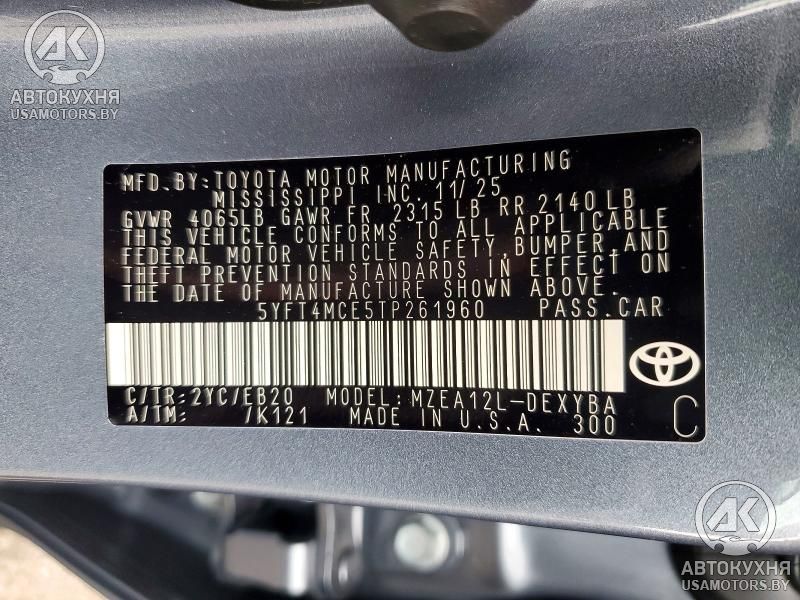 АК
АВТОКУХНЯ
USAMOTORS.BY
MFD.BY:TOYOTA MOTOR MANUFACTURING
MISSISSIPPI INC. 11/25
GVWR 4065LB GAWR FR 2315 LB RR 2140 LB
THIS VEHICLE CONFORMS TO ALL APPLICABLE
FEDERAL MOTOR VEHICLE SAFETY,BUMPER,AND
THEFT PREVENTION STANDARDS IN EFFECT ON
THE DATE OF MANUFACTURE SHOWN ABOVE.
5YFT4MCE5TP261960 PASS.CAR
C/TR:2YC/EB20 MODEL:MZEA12L-DEXYBA
A/TM: /K121 MADE IN U.S.A. 300
C
АК
АВТОКУХНЯ
USAMOTORS.BY